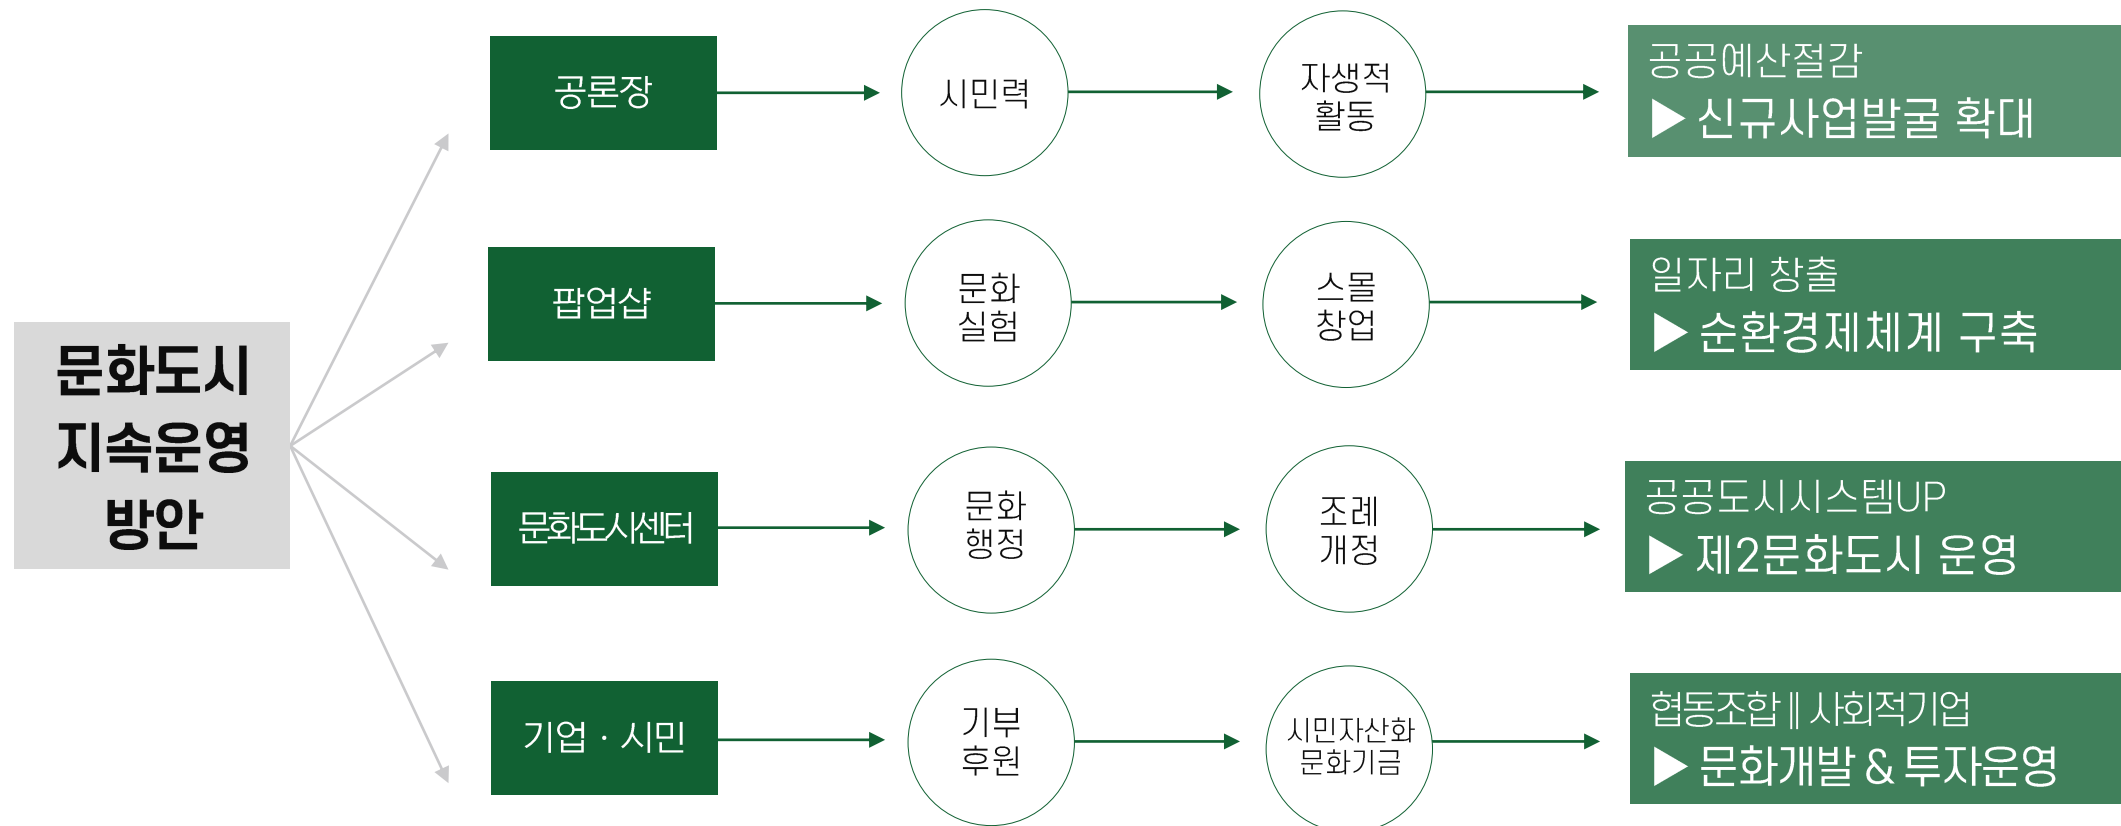 문화도시
지속운영
방안
공론장
시민력
자생적
활동
공공예산절감
▶ 신규사업발굴 확대
팝업샵
문화
실험
스몰
창업
일자리 창출
▶ 순환경제체계 구축
문화도시센터
문화
행정
조례
개정
공공도시시스템UP
▶ 제2문화도시 운영
기업 · 시민
기부
후원
시민자산화
문화기금
협동조합 || 사회적기업
▶ 문화개발 & 투자운영